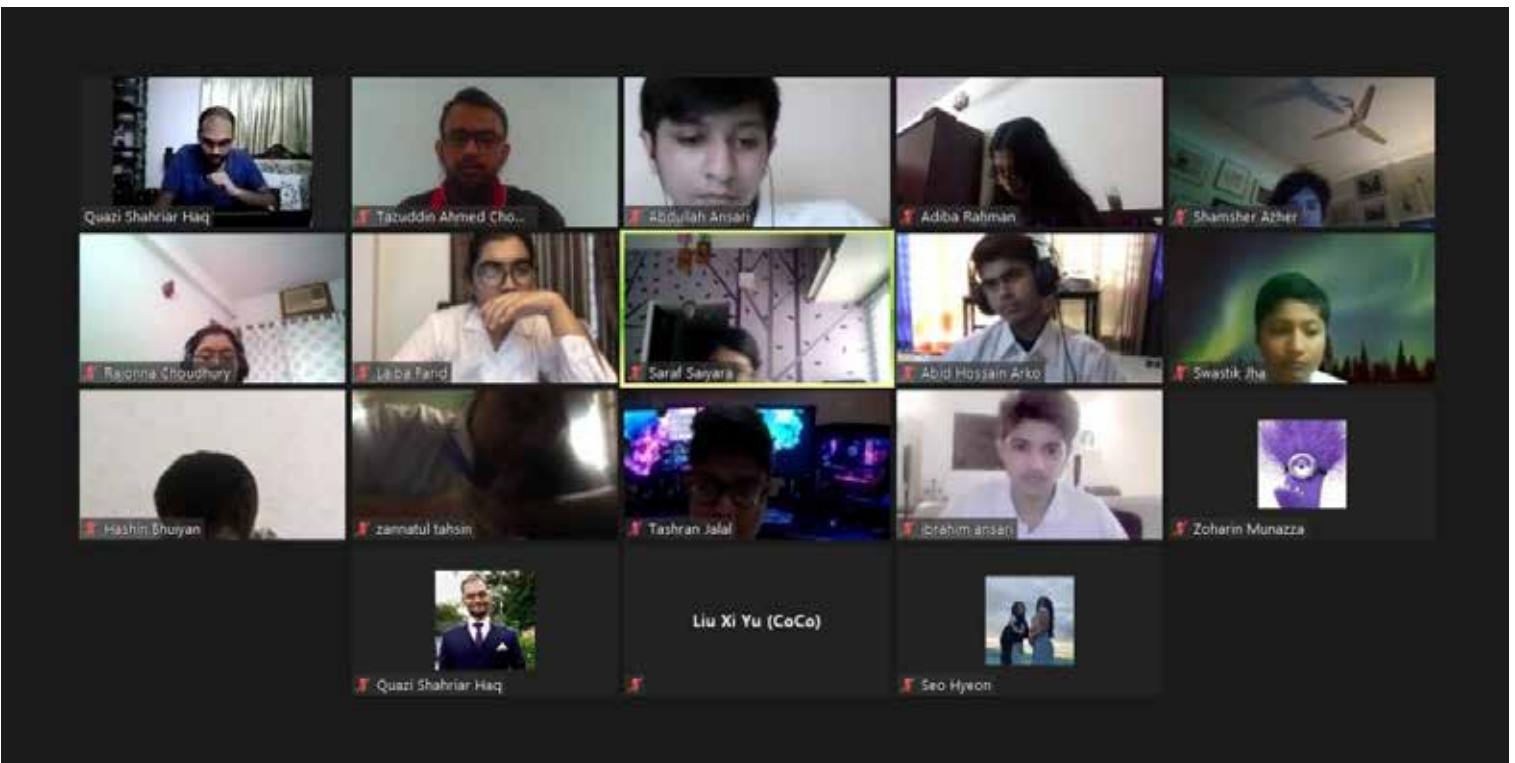 Quazi Shahriar Haq
Tazuddin Ahmed Cho...
Abdullah Ansari
Adiba Rahman
Shamsher Azher
Rajonna Choudhury
Laiba Farid
Saraf Saiyara
Abid Hossain Arko
Swastik Jha
Hashin Bhuiyan
zannatul tahsin
Tashran Jalal
ibrahim ansari
Zoharin Munazza
Quazi Shahriar Haq
Liu Xi Yu (CoCo)
Seo Hyeon